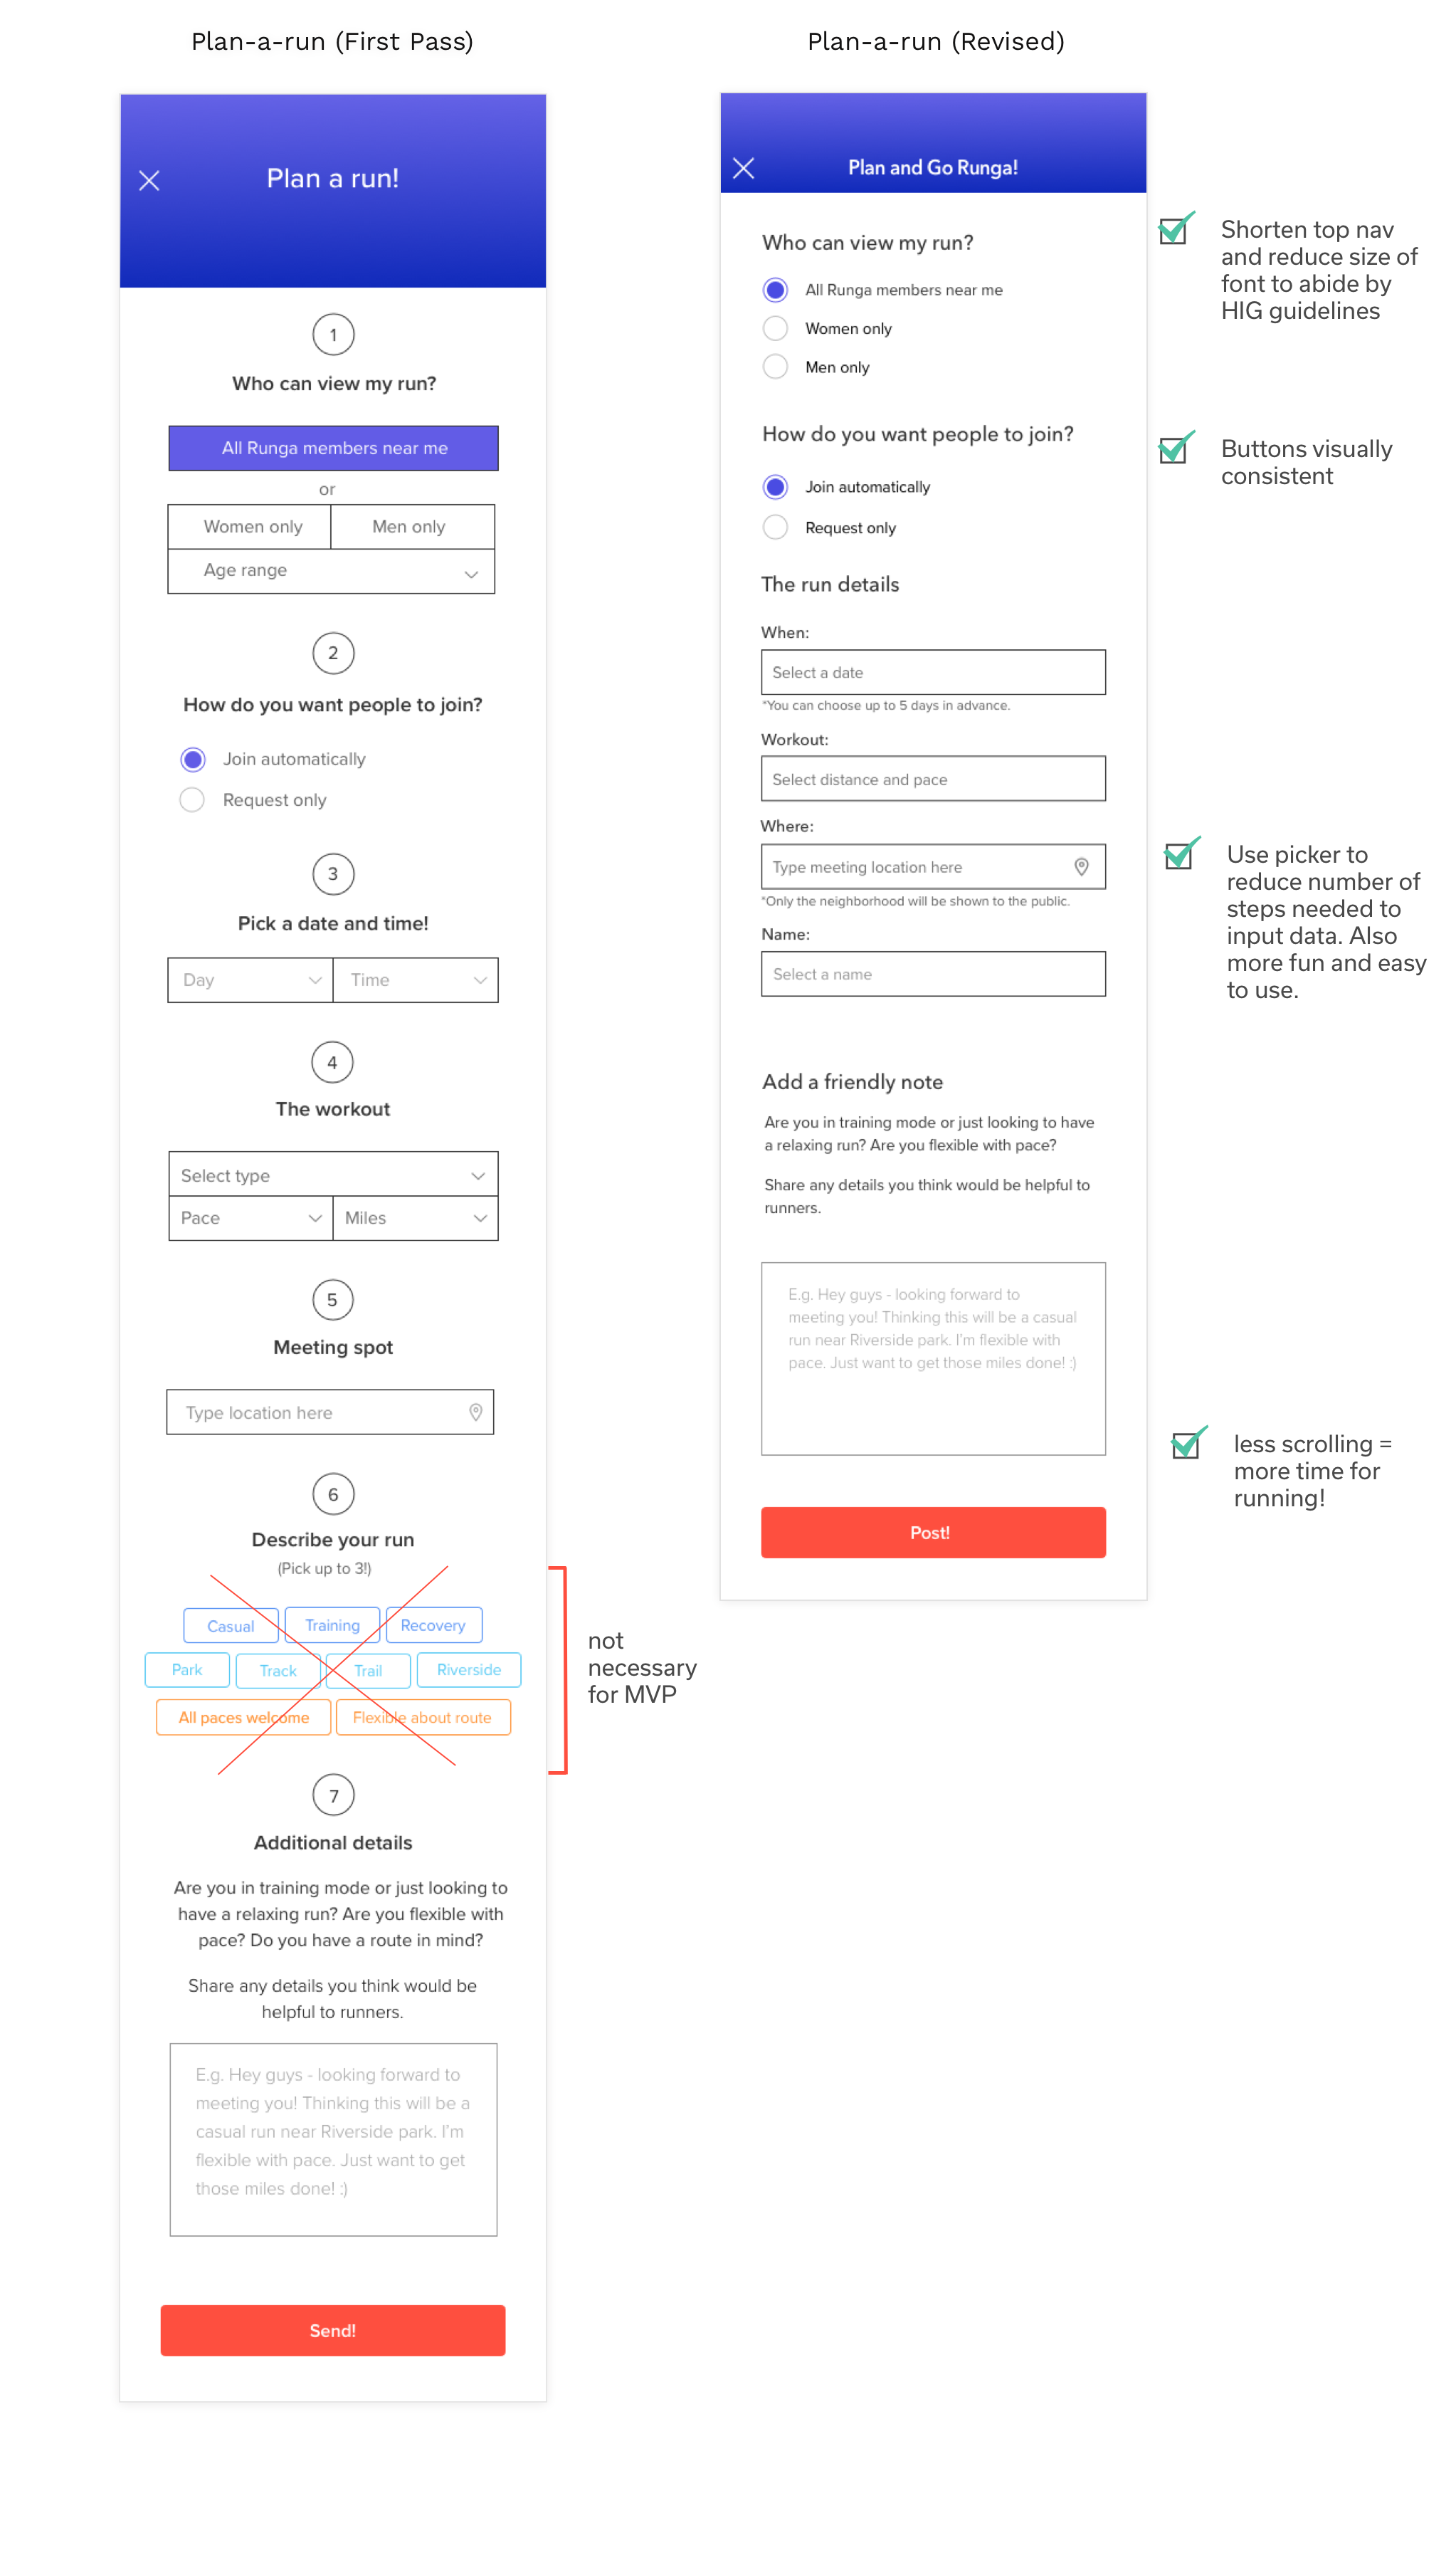 Plan-a-run (First Pass)
Plan a run!
1
Who can view my run?
All Runga members near me
or
Women only
Men only
Age range
2
How do you want people to join?
Join automatically
Request only
3
Pick a date and time!
Day
Time
4
The workout
Select type
Pace
Miles
5
Meeting spot
Type location here
6
Describe your run
(Pick up to 3!)
Casual
Training
Recovery
Park
Track
Trail
Riverside
All paces welcome
Flexible about route
not
necessary
for MVP
7
Additional details
Are you in training mode or just looking to
have a relaxing run? Are you flexible with
pace? Do you have a route in mind?
Share any details you think would be
helpful to runners.
E.g. Hey guys - looking forward to
meeting you! Thinking this will be a
casual run near Riverside park. I'm
flexible with pace. Just want to get
those miles done! :)
Send!
Plan-a-run (Revised)
Plan and Go Runga!
Who can view my run?
All Runga members near me
Women only
Men only
How do you want people to join?
Join automatically
Request only
The run details
When:
Select a date
*You can choose up to 5 days in advance.
Workout:
Select distance and pace
Where:
Type meeting location here
*Only the neighborhood will be shown to the public.
Name:
Select a name
Add a friendly note
Are you in training mode or just looking to have
a relaxing run? Are you flexible with pace?
Share any details you think would be helpful to
runners.
E.g. Hey guys - looking forward to
meeting you! Thinking this will be a casual
run near Riverside park. I'm flexible with
pace. Just want to get those miles done! :)
Post!
Shorten top nav
and reduce size of
font to abide by
HIG guidelines
Buttons visually
consistent
Use picker to
reduce number of
steps needed to
input data. Also
more fun and easy
to use.
less scrolling =
more time for
running!